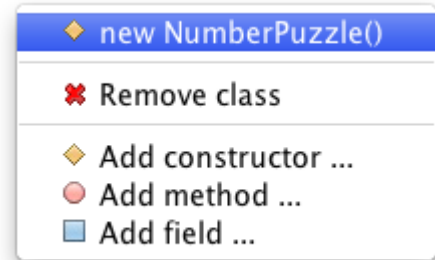 new NumberPuzzle()
Remove class
Add constructor ...
Add method ...
Add field ...